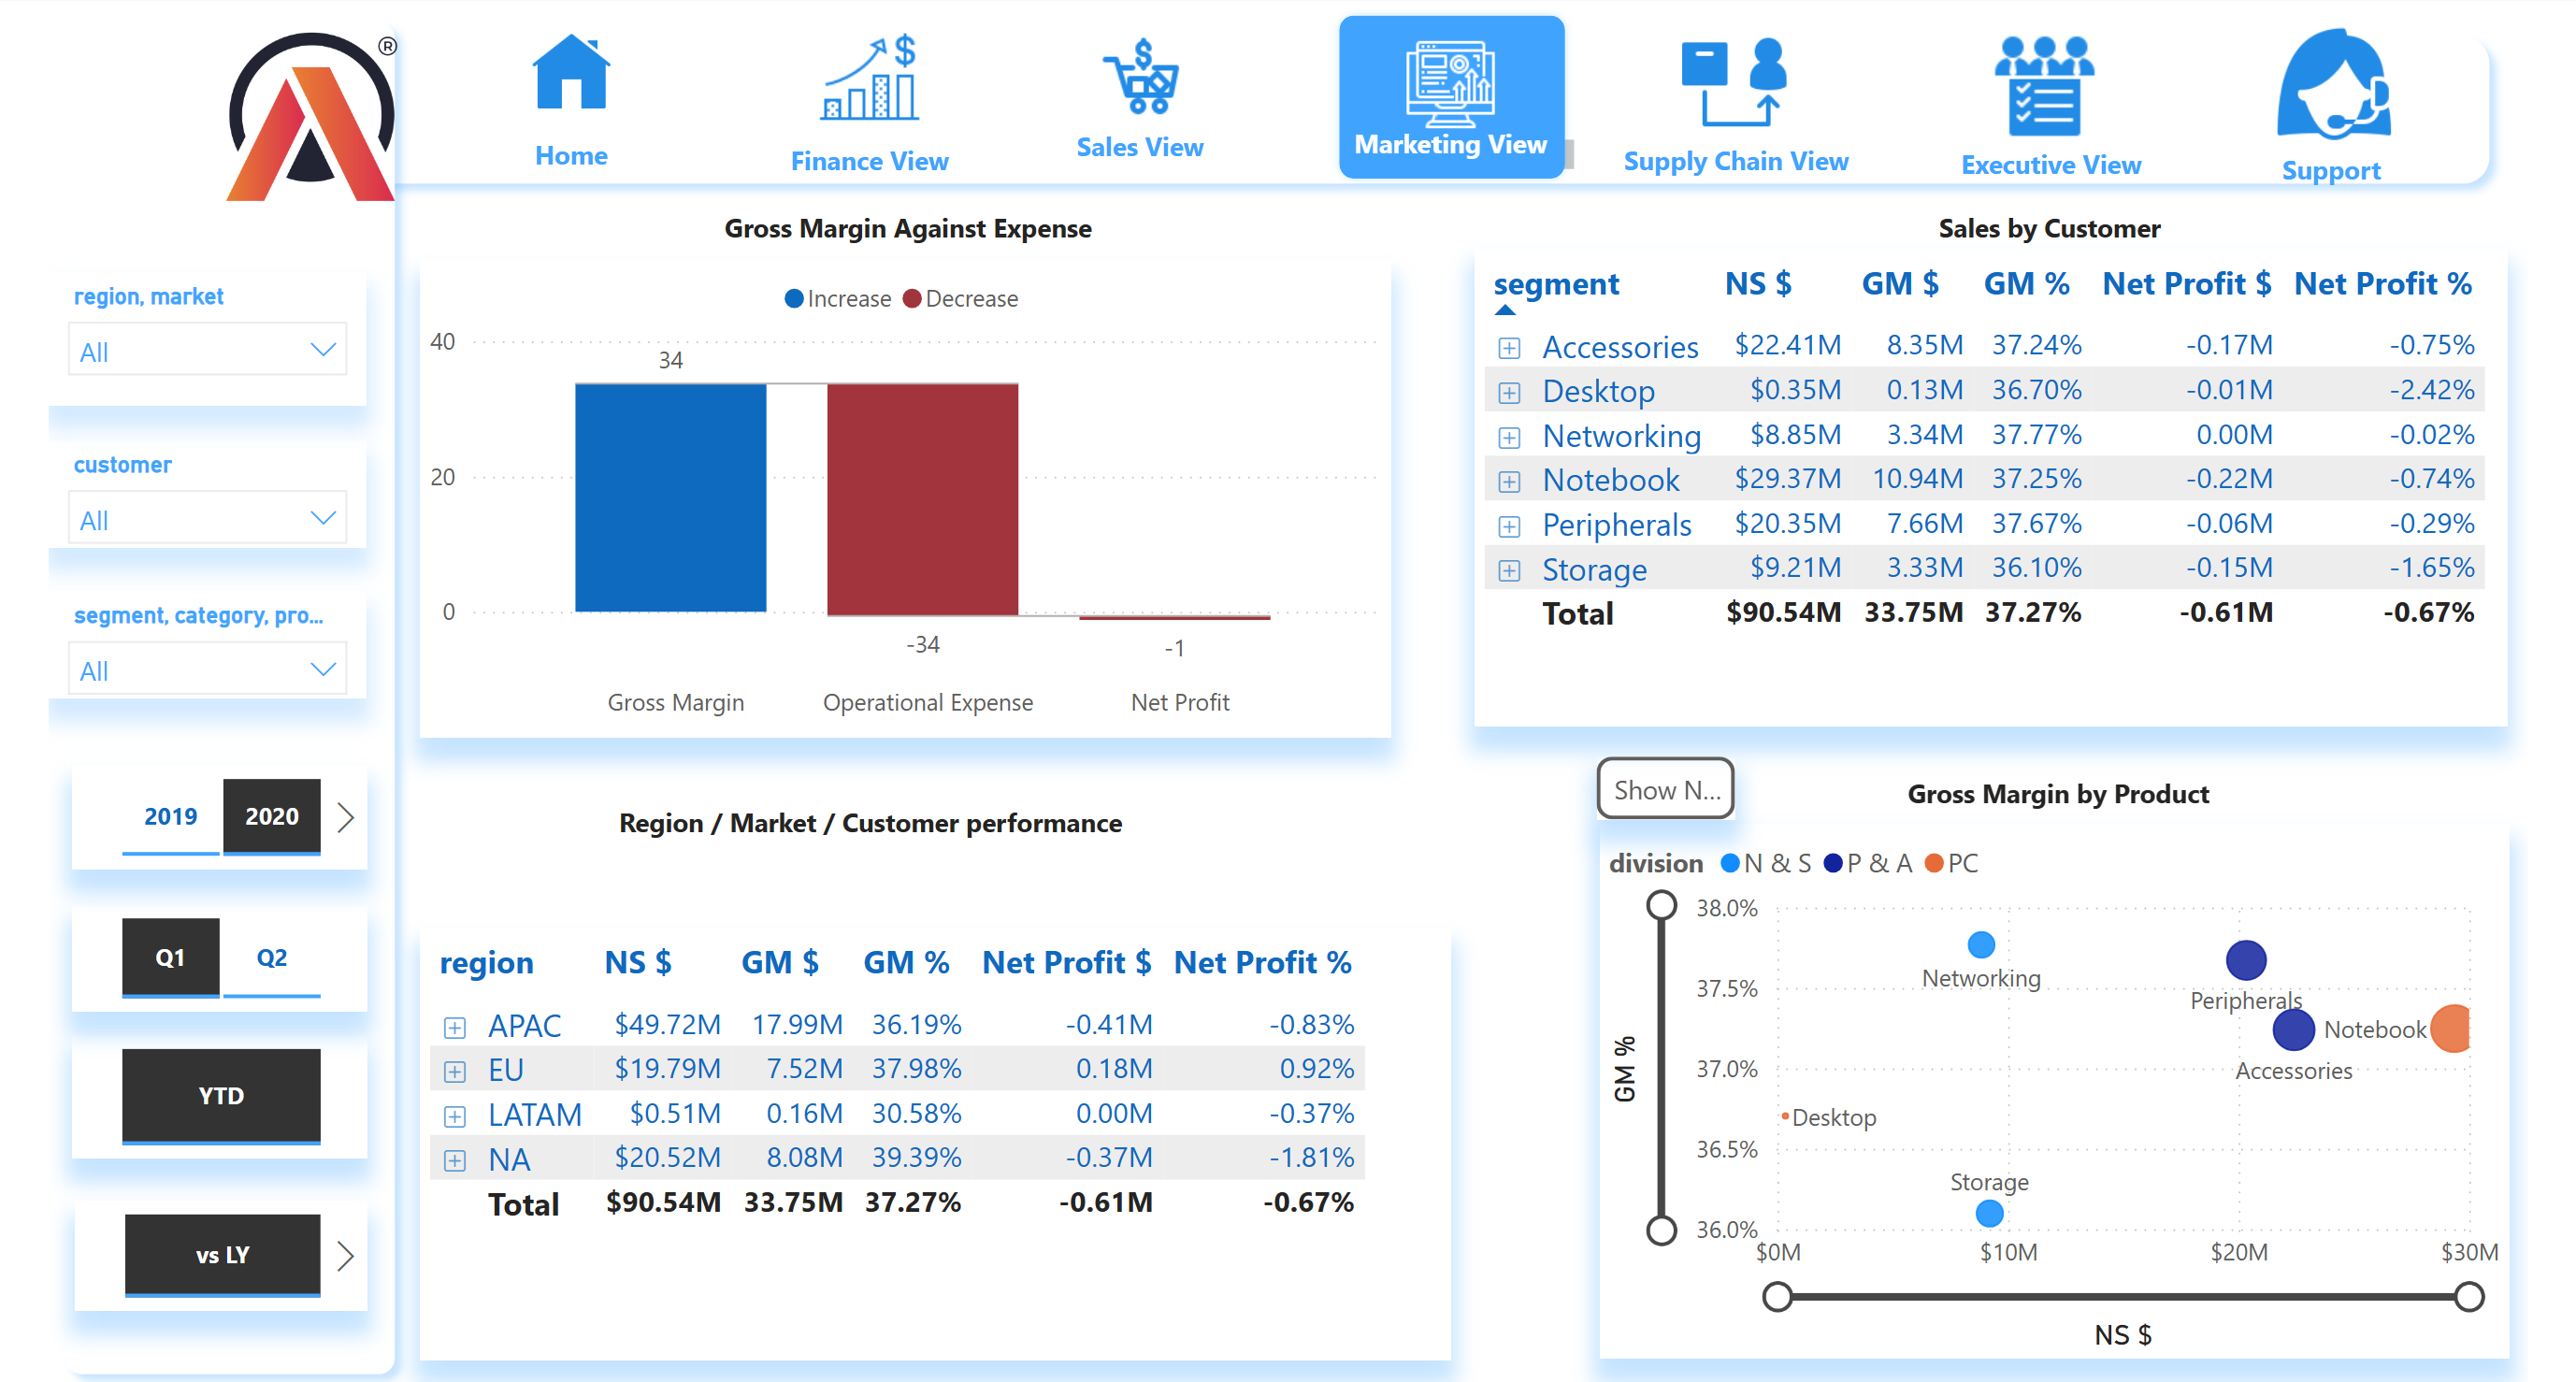 ®
Home
Finance View
Sales View
Marketing View
Supply Chain View
Executive View
Support
region, market
All
customer
All
segment, category, pro...
All
2019 2020
Q1 Q2
YTD
vs LY
Gross Margin Against Expense
Increase Decrease
40
34
20
0
-34
-1
Gross Margin Operational Expense Net Profit
Sales by Customer
segment NS $ GM $ GM % Net Profit $ Net Profit %
Accessories $22.41M 8.35M 37.24% -0.17M -0.75%
Desktop $0.35M 0.13M 36.70% -0.01M -2.42%
Networking $8.85M 3.34M 37.77% 0.00M -0.02%
Notebook $29.37M 10.94M 37.25% -0.22M -0.74%
Peripherals $20.35M 7.66M 37.67% -0.06M -0.29%
Storage $9.21M 3.33M 36.10% -0.15M -1.65%
Total $90.54M 33.75M 37.27% -0.61M -0.67%
Region / Market / Customer performance
region NS $ GM $ GM % Net Profit $ Net Profit %
APAC $49.72M 17.99M 36.19% -0.41M -0.83%
EU $19.79M 7.52M 37.98% 0.18M 0.92%
LATAM $0.51M 0.16M 30.58% 0.00M -0.37%
NA $20.52M 8.08M 39.39% -0.37M -1.81%
Total $90.54M 33.75M 37.27% -0.61M -0.67%
Show N...
Gross Margin by Product
division N & S P & A PC
GM %
38.0%
37.5%
37.0%
36.5%
36.0%
Networking
Peripherals
Notebook
Accessories
Desktop
Storage
$0M $10M $20M $30M
NS $